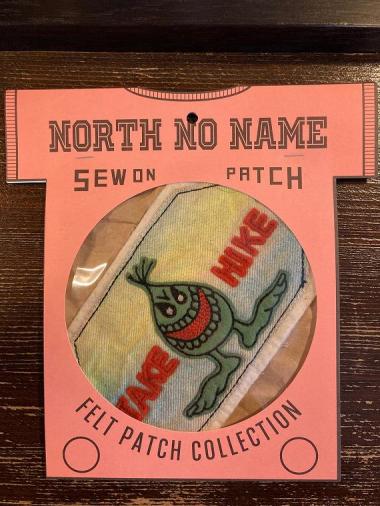 NORTH NO NAME
SEW ON PATCH
TAKE
HIKE
FELT PATCH COLLECTION